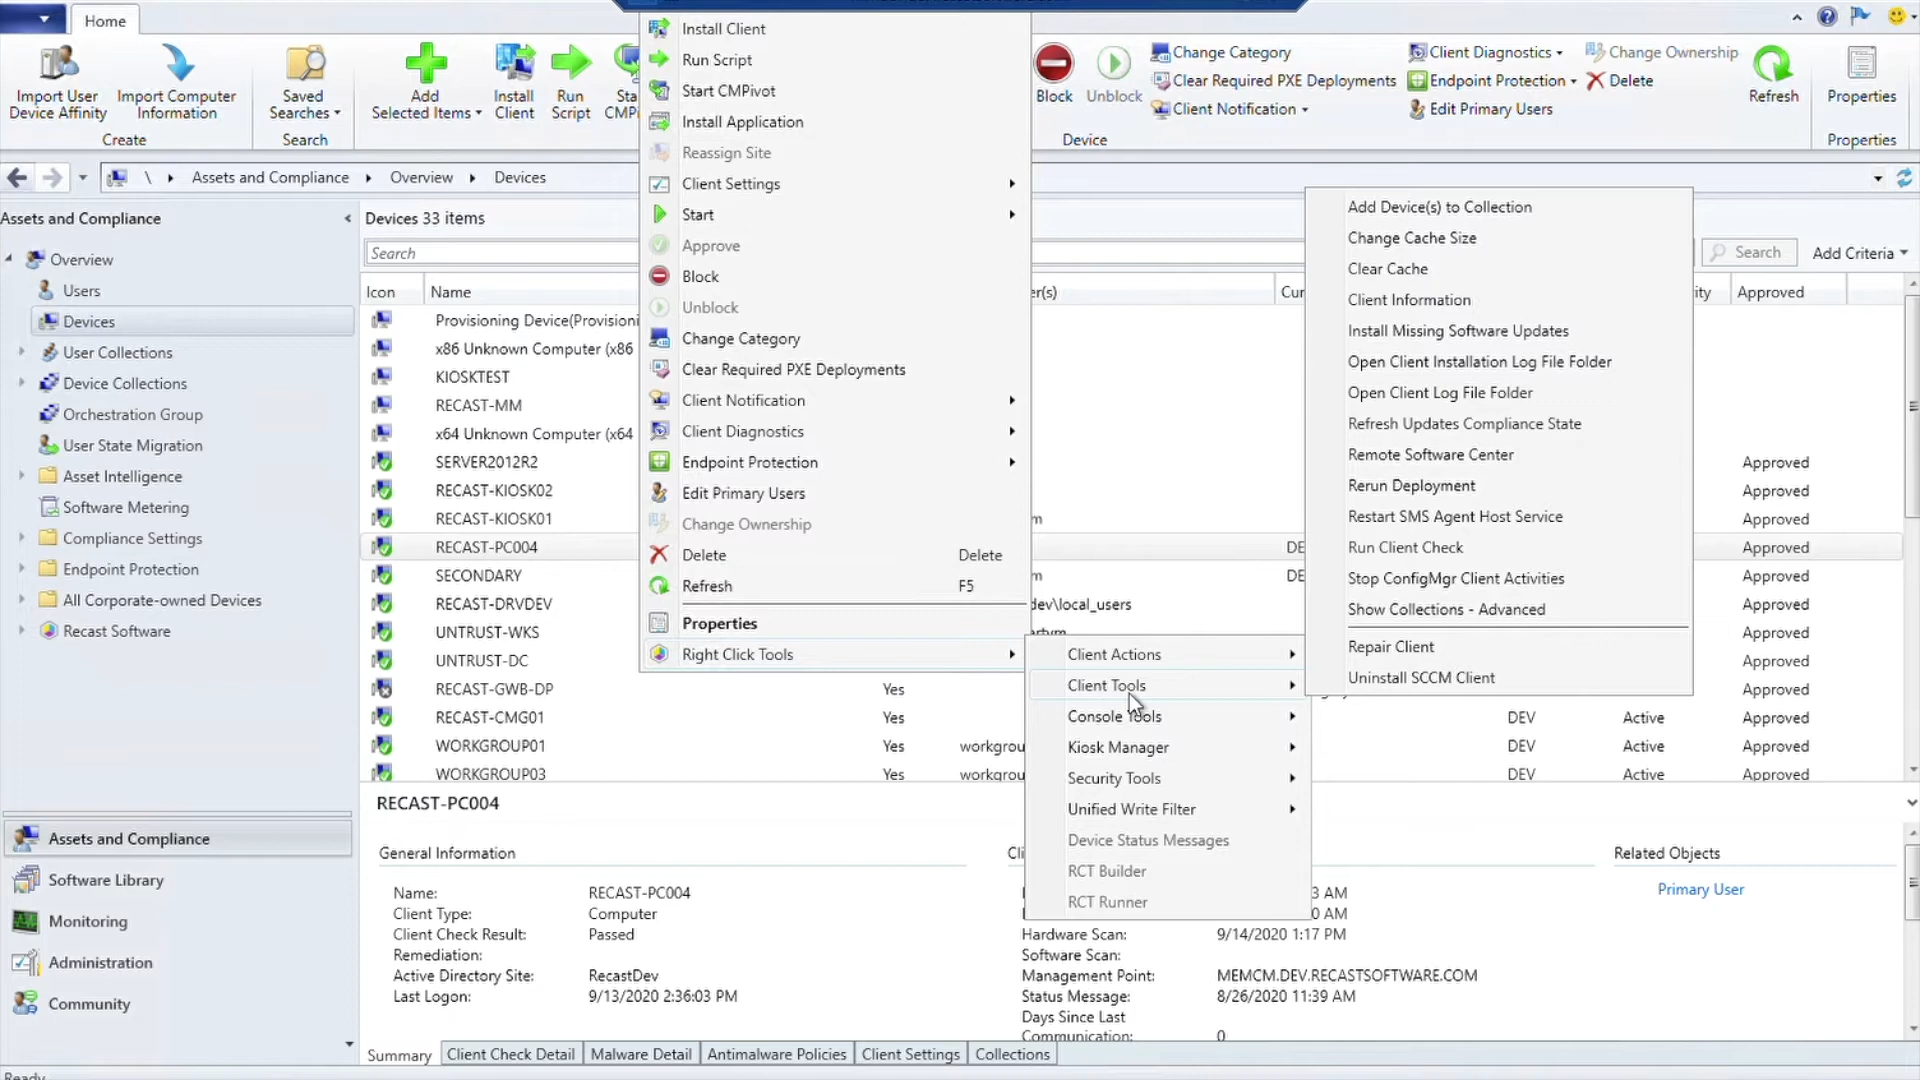 Home
Import User
Device Affinity
Import Computer
Information
Create
Saved
Searches
Search
Add
Selected Items
Install
Client
Run
Script
Block
Unblock
Change Category
Clear Required PXE Deployments
Client Notification
Device
Client Diagnostics
Endpoint Protection
Edit Primary Users
Change Ownership
Delete
Refresh
Properties
Properties
\ Assets and Compliance Overview Devices
Assets and Compliance
Overview
Users
Devices
User Collections
Device Collections
Orchestration Group
User State Migration
Asset Intelligence
Software Metering
Compliance Settings
Endpoint Protection
All Corporate-owned Devices
Recast Software
Assets and Compliance
Software Library
Monitoring
Administration
Community
Devices 33 items
Search
Search
Add Criteria
Icon Name Approved
Provisioning Device(Provisioni
x86 Unknown Computer (x86
KIOSKTEST
RECAST-MM
x64 Unknown Computer (x64
SERVER2012R2 Approved
RECAST-KIOSK02 Approved
RECAST-KIOSK01 Approved
RECAST-PC004 Approved
SECONDARY Approved
RECAST-DRVDEV dev\local_users Approved
UNTRUST-WKS Approved
UNTRUST-DC Approved
RECAST-GWB-DP Yes Approved
RECAST-CMG01 Yes DEV Active Approved
WORKGROUP01 Yes workgrou DEV Active Approved
WORKGROUP03 Yes workgrou DEV Active Approved
Install Client
Run Script
Start CMPivot
Install Application
Reassign Site
Client Settings
Start
Approve
Block
Unblock
Change Category
Clear Required PXE Deployments
Client Notification
Client Diagnostics
Endpoint Protection
Edit Primary Users
Change Ownership
Delete Delete
Refresh F5
Properties
Right Click Tools
Client Actions
Client Tools
Console Tools
Kiosk Manager
Security Tools
Unified Write Filter
Device Status Messages
RCT Builder
RCT Runner
Add Device(s) to Collection
Change Cache Size
Clear Cache
Client Information
Install Missing Software Updates
Open Client Installation Log File Folder
Open Client Log File Folder
Refresh Updates Compliance State
Remote Software Center
Rerun Deployment
Restart SMS Agent Host Service
Run Client Check
Stop ConfigMgr Client Activities
Show Collections - Advanced
Repair Client
Uninstall SCCM Client
RECAST-PC004
General Information
Name: RECAST-PC004
Client Type: Computer
Client Check Result: Passed
Remediation:
Active Directory Site: RecastDev
Last Logon: 9/13/2020 2:36:03 PM
3 AM
0 AM
Hardware Scan: 9/14/2020 1:17 PM
Software Scan:
Management Point: MEMCM.DEV.RECASTSOFTWARE.COM
Status Message: 8/26/2020 11:39 AM
Days Since Last
Communication: 0
Related Objects
Primary User
Summary Client Check Detail Malware Detail Antimalware Policies Client Settings Collections
Ready